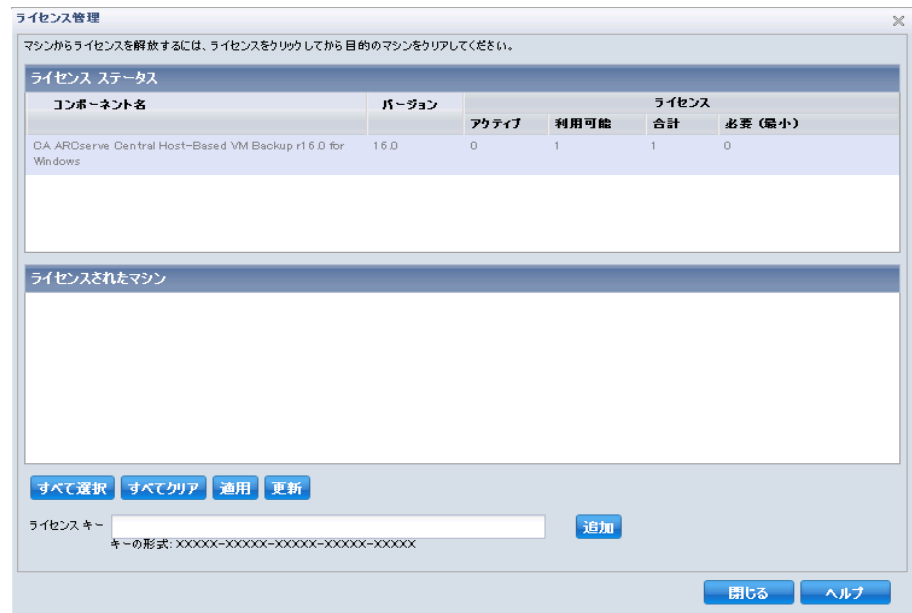 ライセンス管理
マシンからライセンスを解放するには、ライセンスをクリックしてから目的のマシンをクリアしてください。
ライセンス ステータス
コンポーネント名 バージョン ライセンス
アクティブ 利用可能 合計 必要 (最小)
CA ARCserve Central Host-Based VM Backup r16.0 for 16.0 0 1 1 0
Windows
ライセンスされたマシン
すべて選択 すべてクリア 適用 更新
ライセンス キー 追加
キーの形式: XXXXX-XXXXX-XXXXX-XXXXX-XXXXX
閉じる ヘルプ